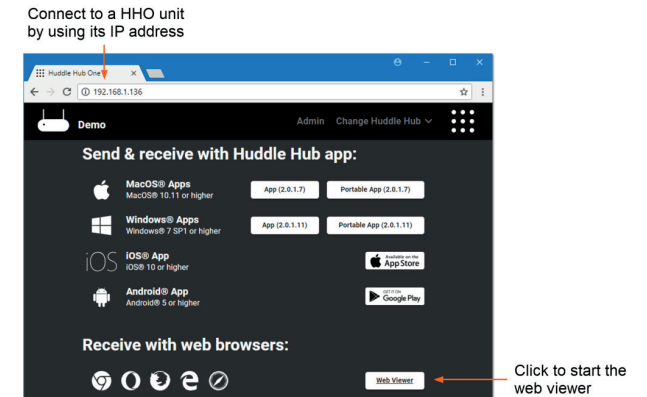 Connect to a HHO unit
by using its IP address
Huddle Hub One
192.168.1.136
Demo
Admin Change Huddle Hub
Send & receive with Huddle Hub app:
MacOS® Apps
MacOS® 10.11 or higher
App (2.0.1.7) Portable App (2.0.1.7)
Windows® Apps
Windows® 7 SP1 or higher
App (2.0.1.11) Portable App (2.0.1.11)
iOS
iOS® App
iOS® 10 or higher
Available on the
App Store
Android® App
Android® 5 or higher
GET IT ON
Google Play
Receive with web browsers:
Web Viewer
Click to start the
web viewer